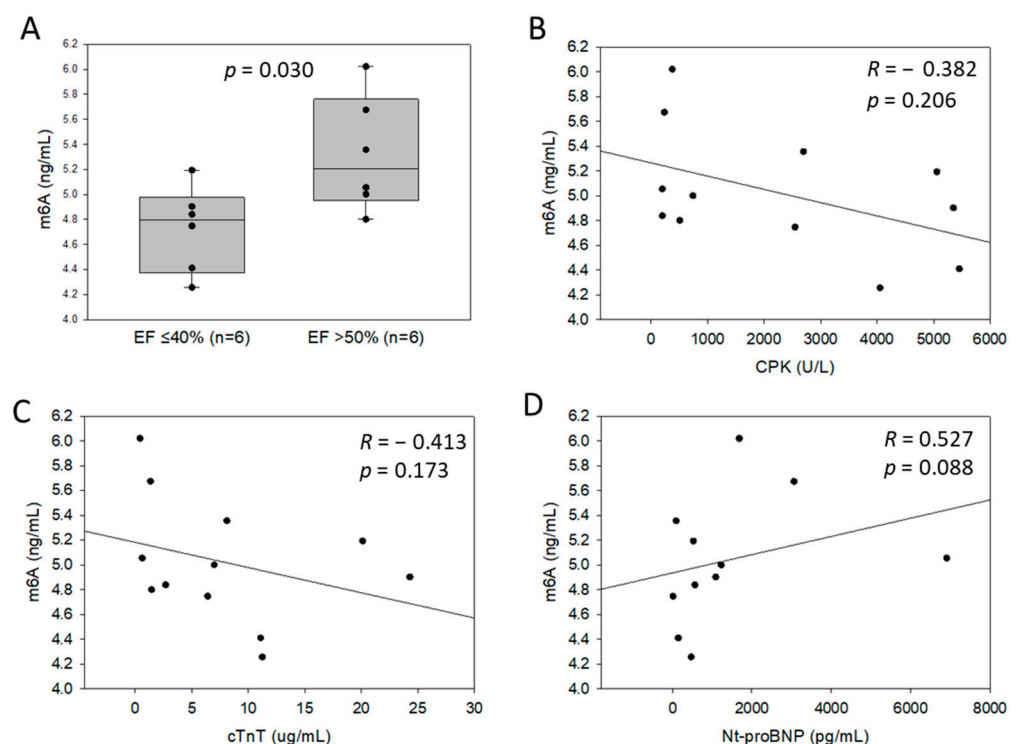 A
m6A (ng/mL)
6.2
6.0
5.8
5.6
5.4
5.2
5.0
4.8
4.6
4.4
4.2
4.0
p = 0.030
EF ≤40% (n=6)
EF >50% (n=6)
B
m6A (mg/mL)
6.2
6.0
5.8
5.6
5.4
5.2
5.0
4.8
4.6
4.4
4.2
4.0
R = − 0.382
p = 0.206
0 1000 2000 3000 4000 5000 6000
CPK (U/L)
C
m6A (ng/mL)
6.2
6.0
5.8
5.6
5.4
5.2
5.0
4.8
4.6
4.4
4.2
4.0
R = − 0.413
p = 0.173
0 5 10 15 20 25 30
cTnT (ug/mL)
D
m6A (ng/mL)
6.2
6.0
5.8
5.6
5.4
5.2
5.0
4.8
4.6
4.4
4.2
4.0
R = 0.527
p = 0.088
0 2000 4000 6000 8000
Nt-proBNP (pg/mL)